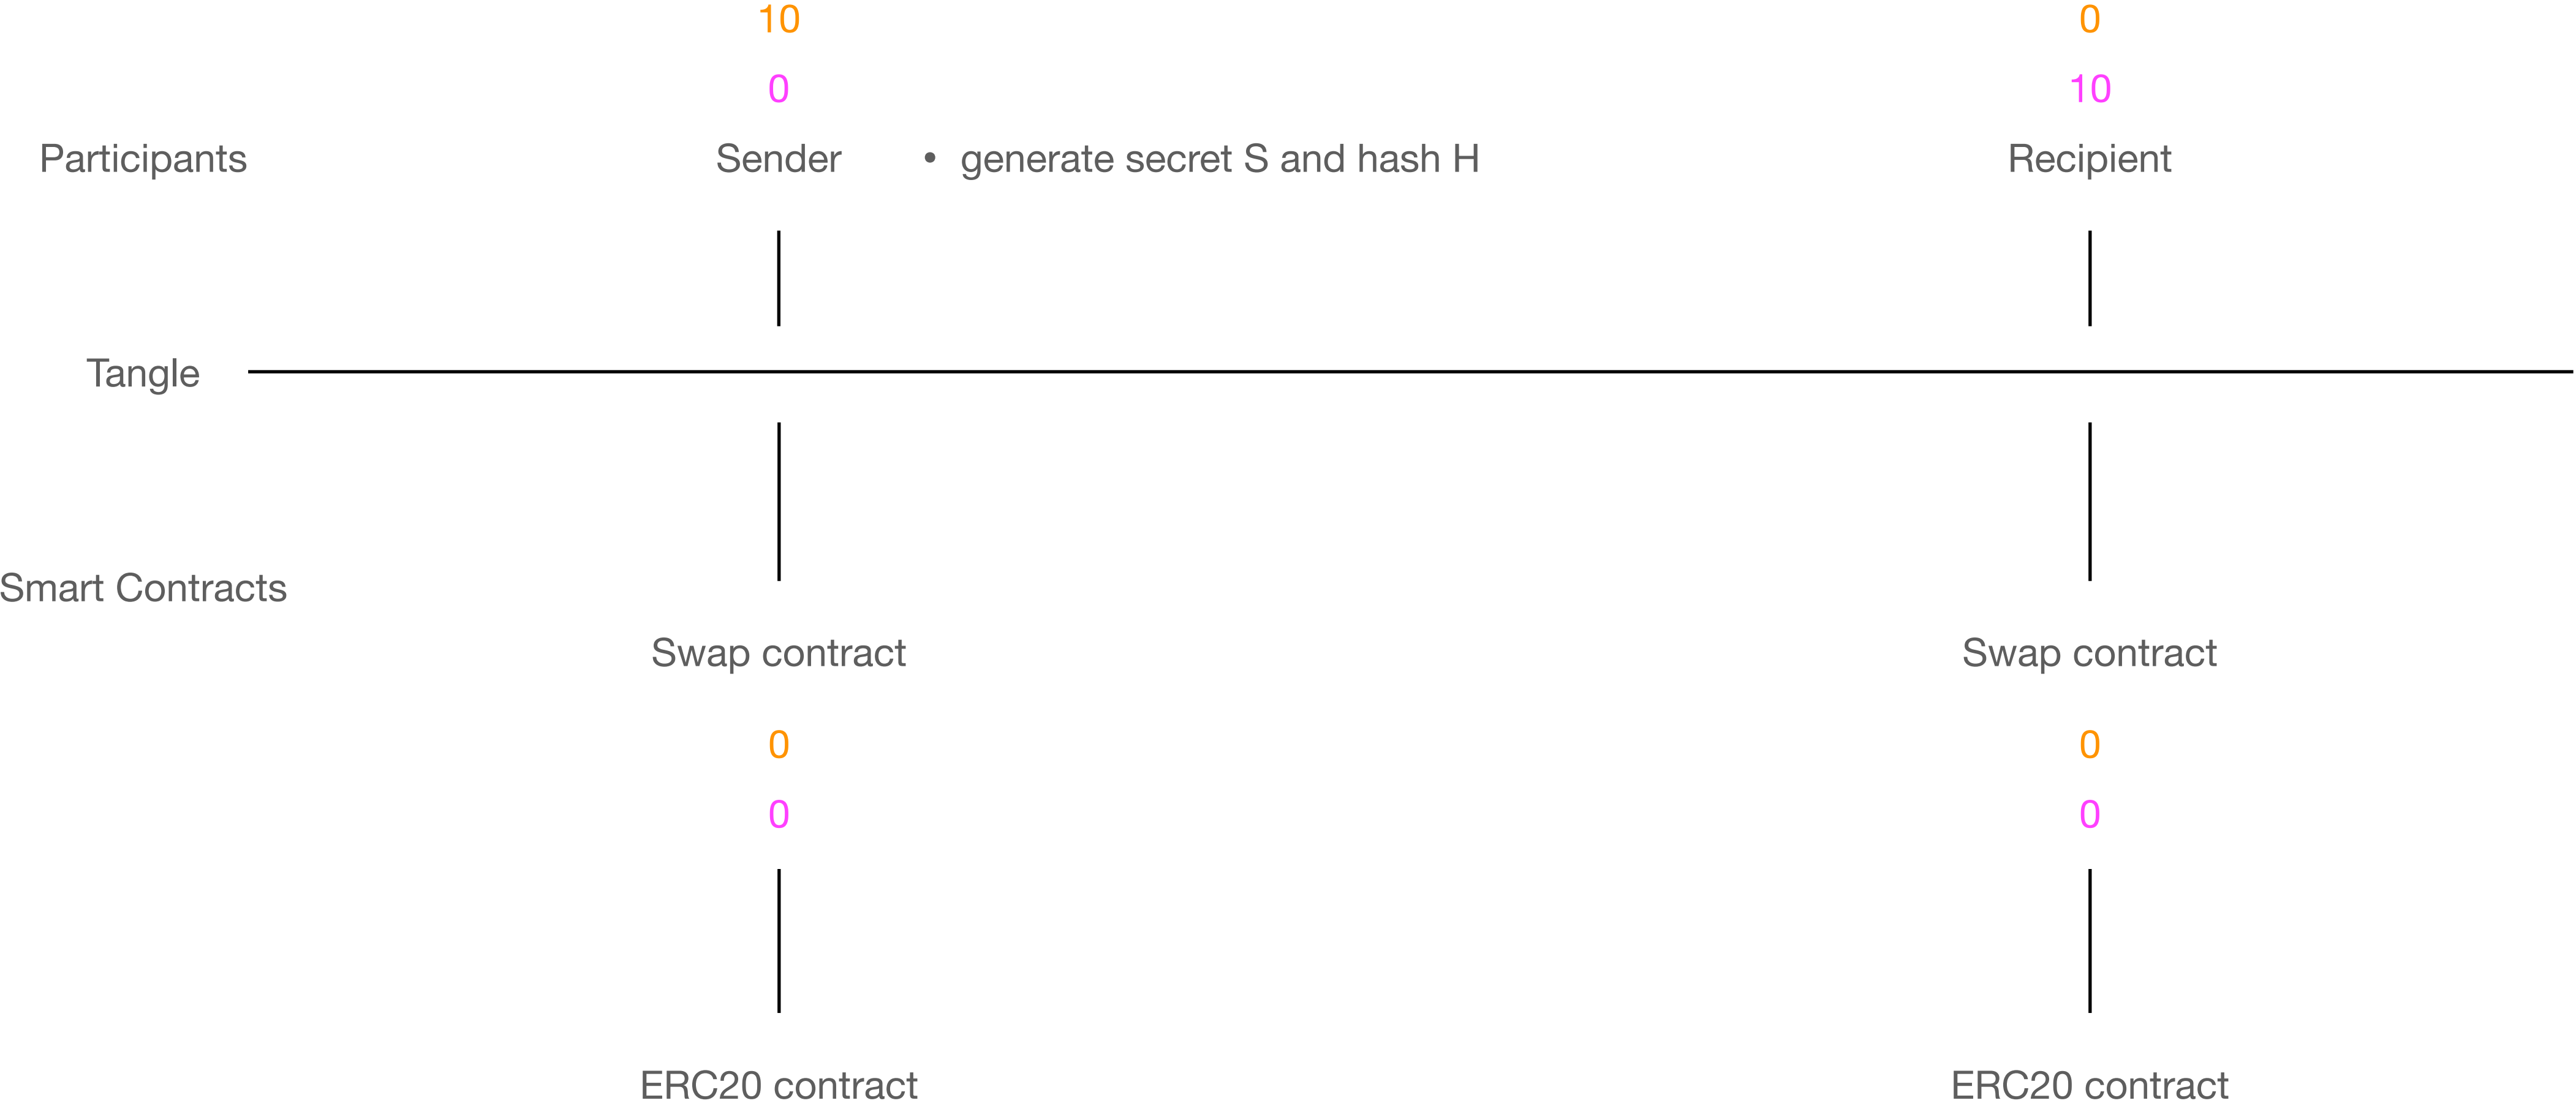 10
0
0
10
Participants
Sender
• generate secret S and hash H
Recipient
Tangle
Smart Contracts
Swap contract
Swap contract
0
0
0
0
ERC20 contract
ERC20 contract